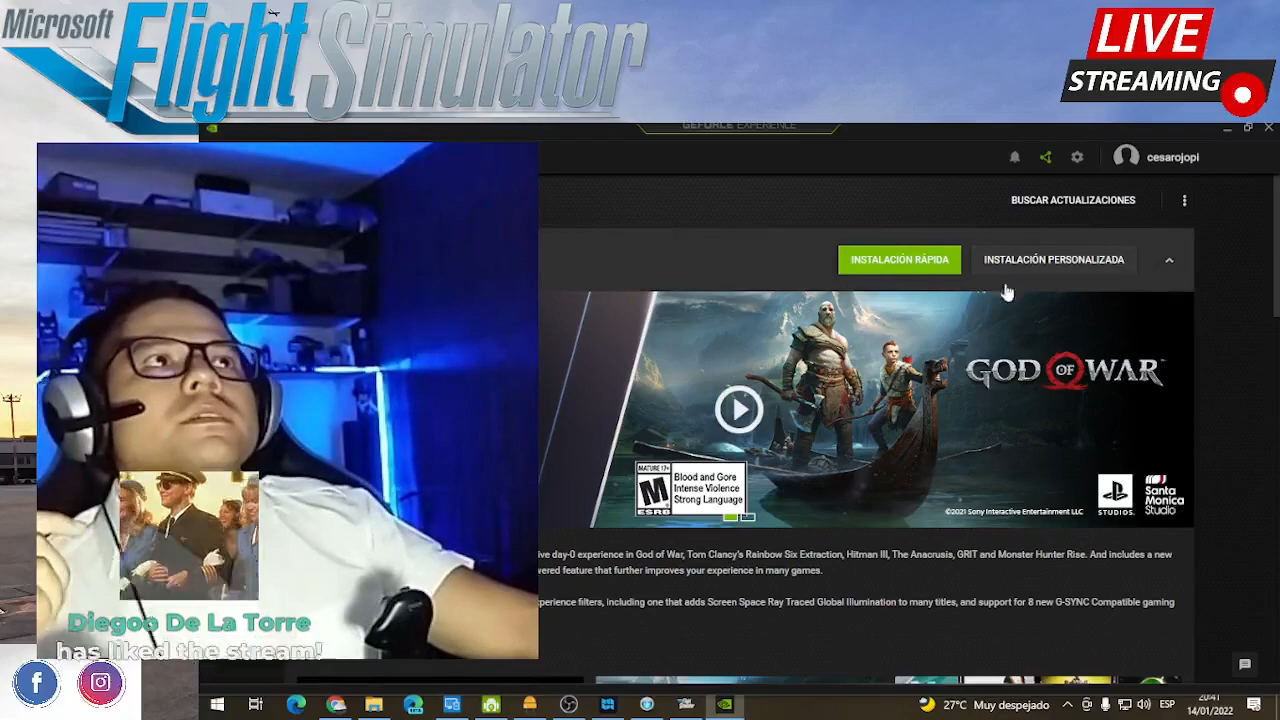 Microsoft
Flight Simulator
LIVE
STREAMING
GEFORCE EXPERIENCE
cesarojopi
BUSCAR ACTUALIZACIONES
INSTALACIÓN RÁPIDA
INSTALACIÓN PERSONALIZADA
GOD OF WAR
MATURE 17+
M
ESRB
Blood and Gore
Intense Violence
Strong Language
PS
STUDIOS
Santa
Monica
Studio
©2021 Sony Interactive Entertainment LLC
ive day-0 experience in God of War, Tom Clancy's Rainbow Six Extraction, Hitman III, The Anacrusis, GRIT and Monster Hunter Rise. And includes a new
wered feature that further improves your experience in many games.
xperience filters, including one that adds Screen Space Ray Traced Global Illumination to many titles, and support for 8 new G-SYNC Compatible gaming
Diegoo De La Torre
has liked the stream!
27°C Muy despejado
ESP
20:41
14/01/2022